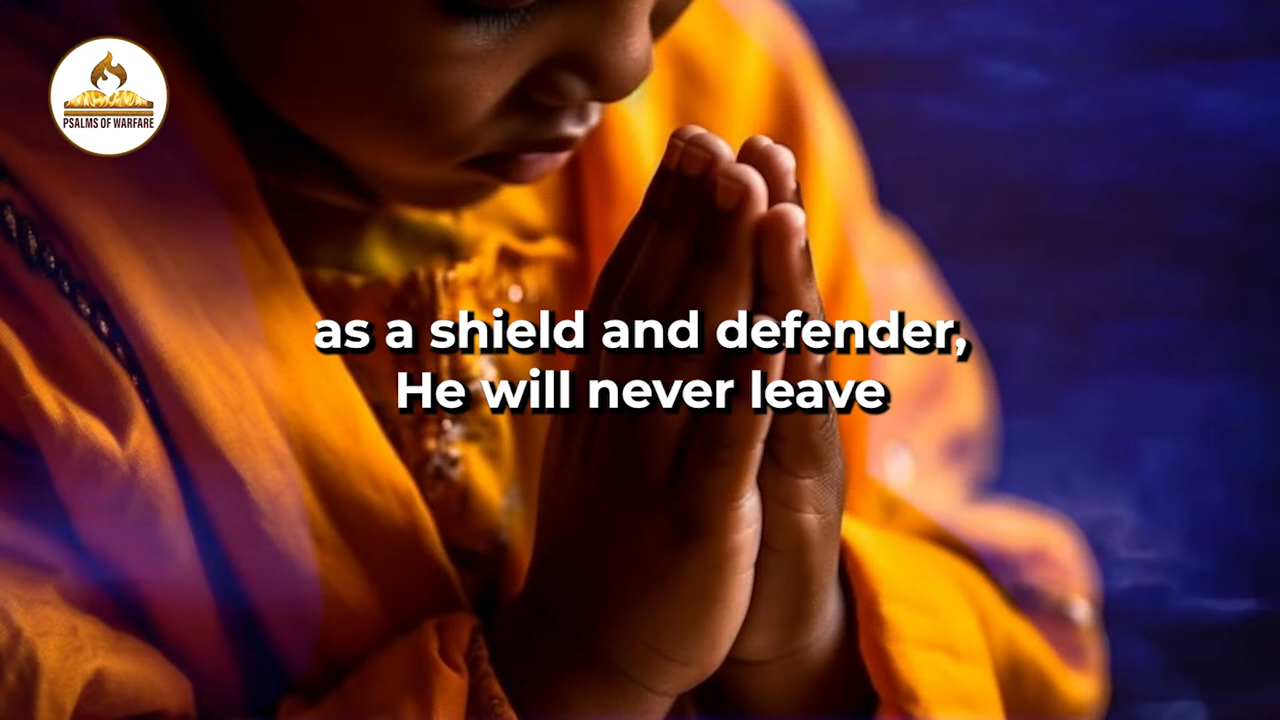 PSALMS OF WARFARE
as a shield and defender,
He will never leave